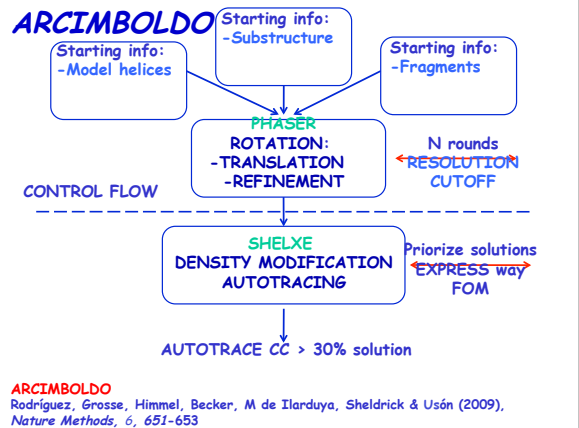 ARCIMBOLDO
Starting info:
-Model helices
Starting info:
-Substructure
Starting info:
-Fragments
PHASER
ROTATION:
-TRANSLATION
-REFINEMENT
N rounds
RESOLUTION
CUTOFF
CONTROL FLOW
SHELXE
DENSITY MODIFICATION
AUTOTRACING
Priorize solutions
EXPRESS way
FOM
AUTOTRACE CC > 30% solution
ARCIMBOLDO
Rodríguez, Grosse, Himmel, Becker, M de Ilarduya, Sheldrick & Usón (2009),
Nature Methods, 6, 651-653